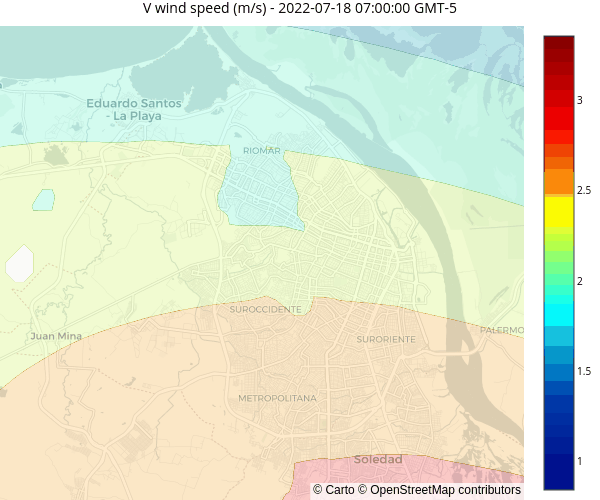 V wind speed (m/s) - 2022-07-18 07:00:00 GMT-5
Eduardo Santos
- La Playa
RIOMAR
SUROCCIDENTE
Juan Mina
SURORIENTE
PALERMO
METROPOLITANA
Soledad
© Carto © OpenStreetMap contributors
3
2.5
2
1.5
1